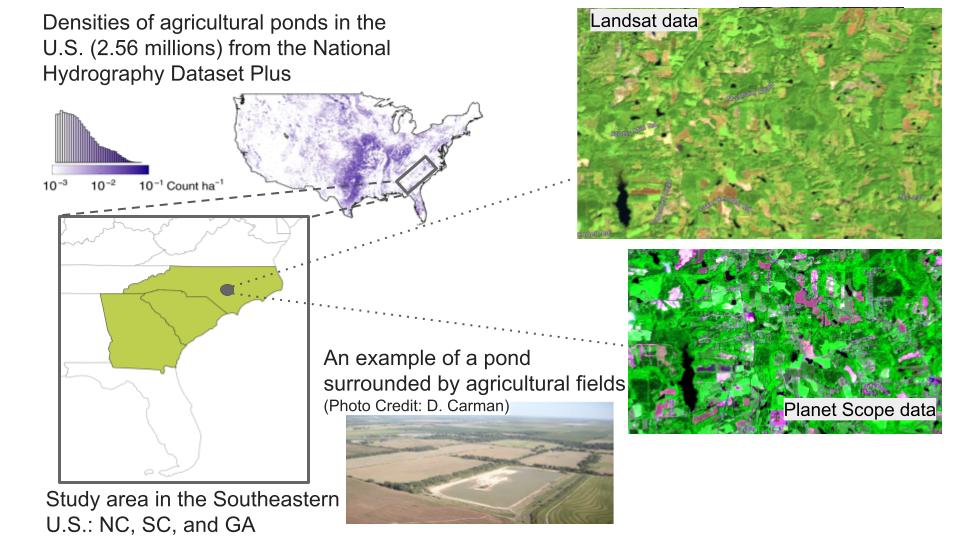 Densities of agricultural ponds in the
U.S. (2.56 millions) from the National
Hydrography Dataset Plus
10⁻³ 10⁻² 10⁻¹ Count ha⁻¹
Landsat data
Planet Scope data
An example of a pond
surrounded by agricultural fields
(Photo Credit: D. Carman)
Study area in the Southeastern
U.S.: NC, SC, and GA